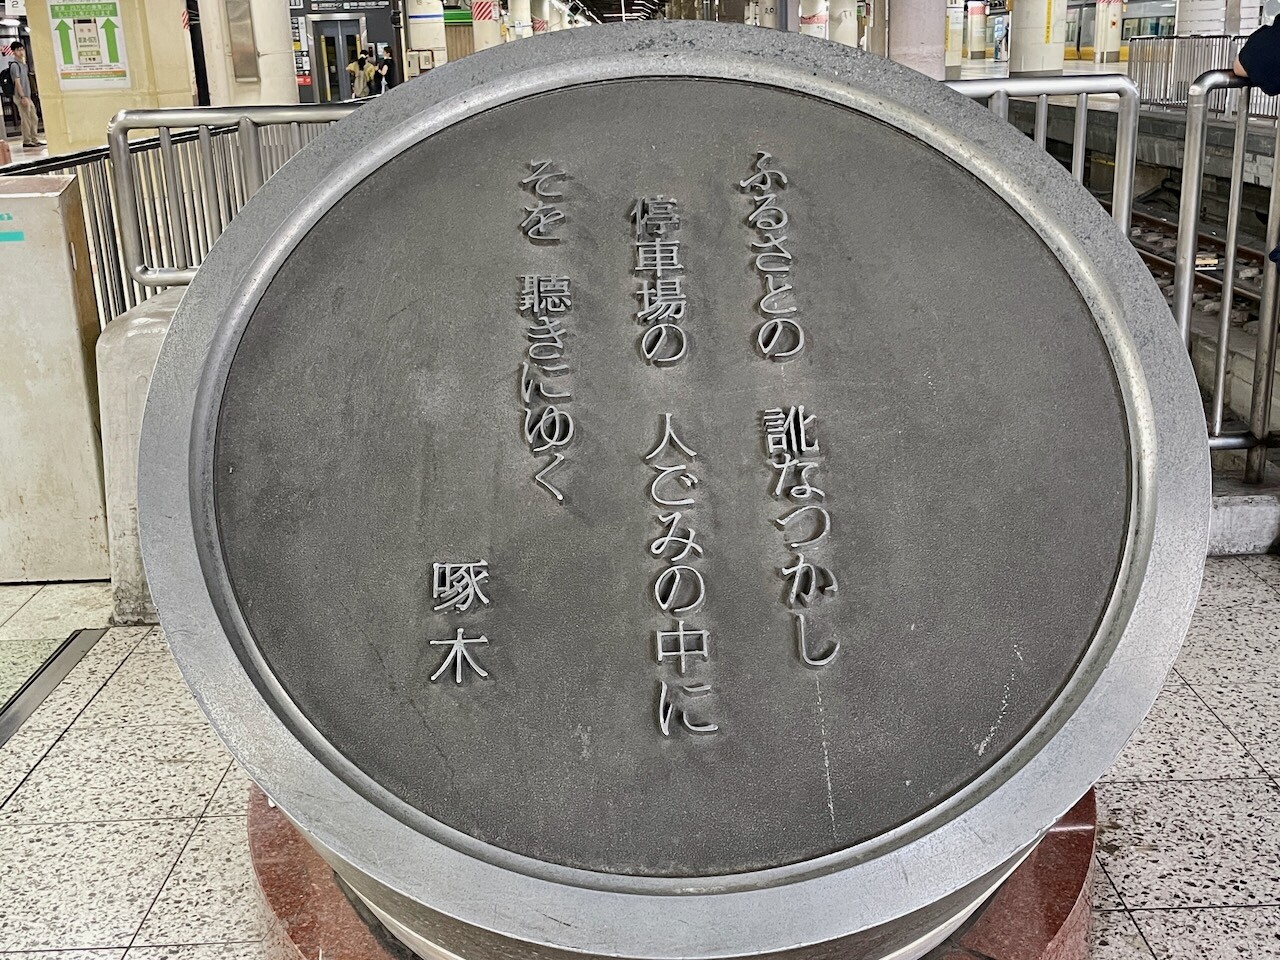 ふるさとの 訛なつかし
停車場の 人ごみの中に
そを 聴きにゆく
啄木